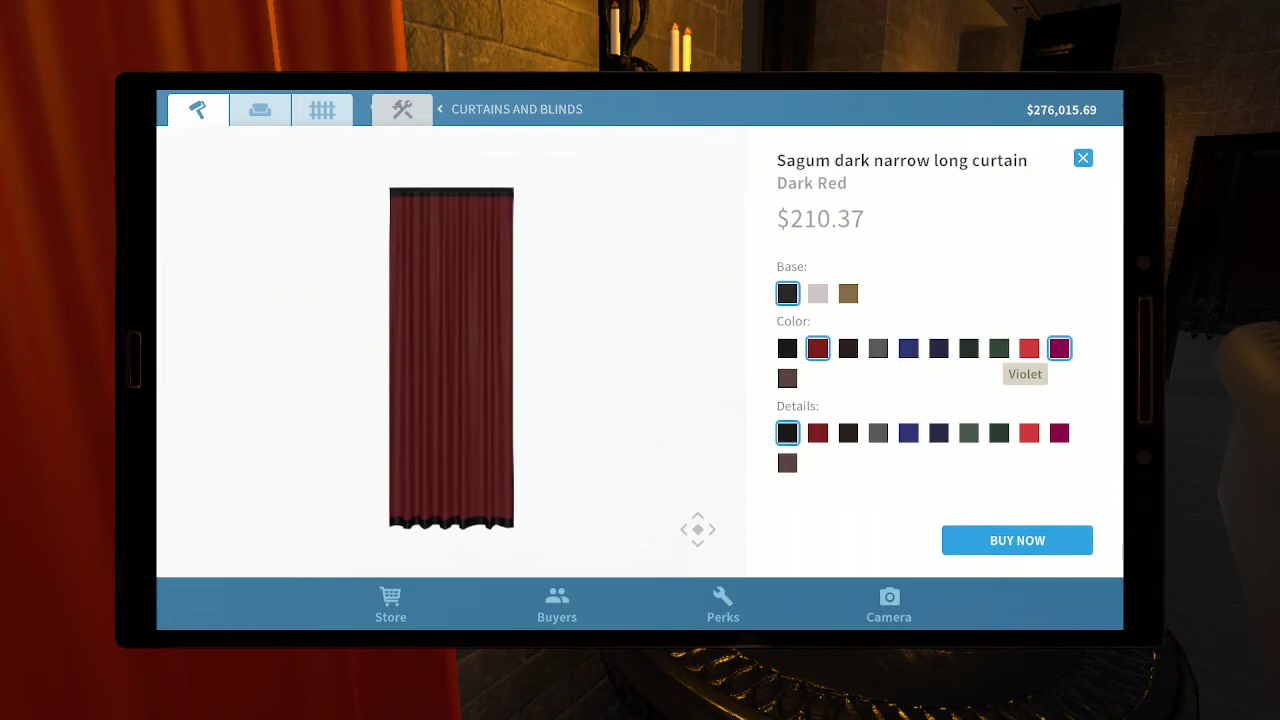 CURTAINS AND BLINDS
$276,015.69
Sagum dark narrow long curtain
Dark Red
$210.37
Base:
Color:
Violet
Details:
BUY NOW
Store
Buyers
Perks
Camera